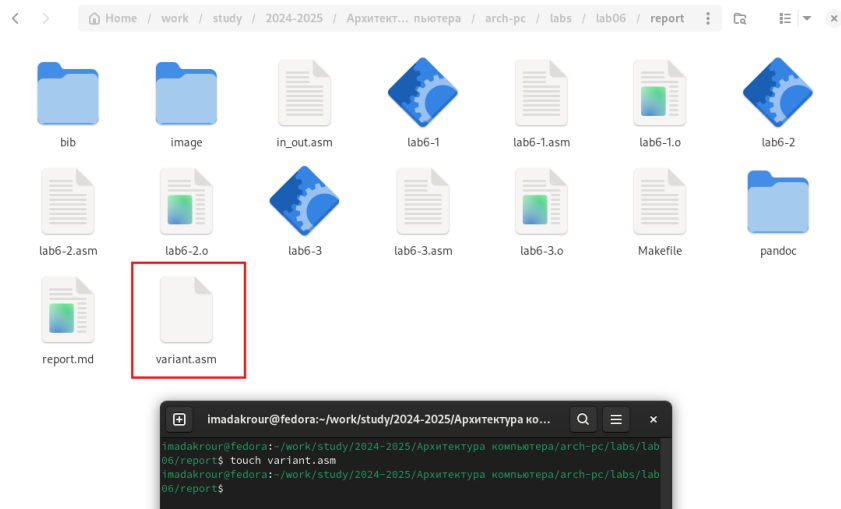 Home / work / study / 2024-2025 / Архитект... пьютера / arch-pc / labs / lab06 / report
bib image in_out.asm lab6-1 lab6-1.asm lab6-1.o lab6-2
lab6-2.asm lab6-2.o lab6-3 lab6-3.asm lab6-3.o Makefile pandoc
report.md variant.asm
imadakrour@fedora:~/work/study/2024-2025/Архитектура ко...
imadakrour@fedora:~/work/study/2024-2025/Архитектура компьютера/arch-pc/labs/lab
06/report$ touch variant.asm
imadakrour@fedora:~/work/study/2024-2025/Архитектура компьютера/arch-pc/labs/lab
06/report$